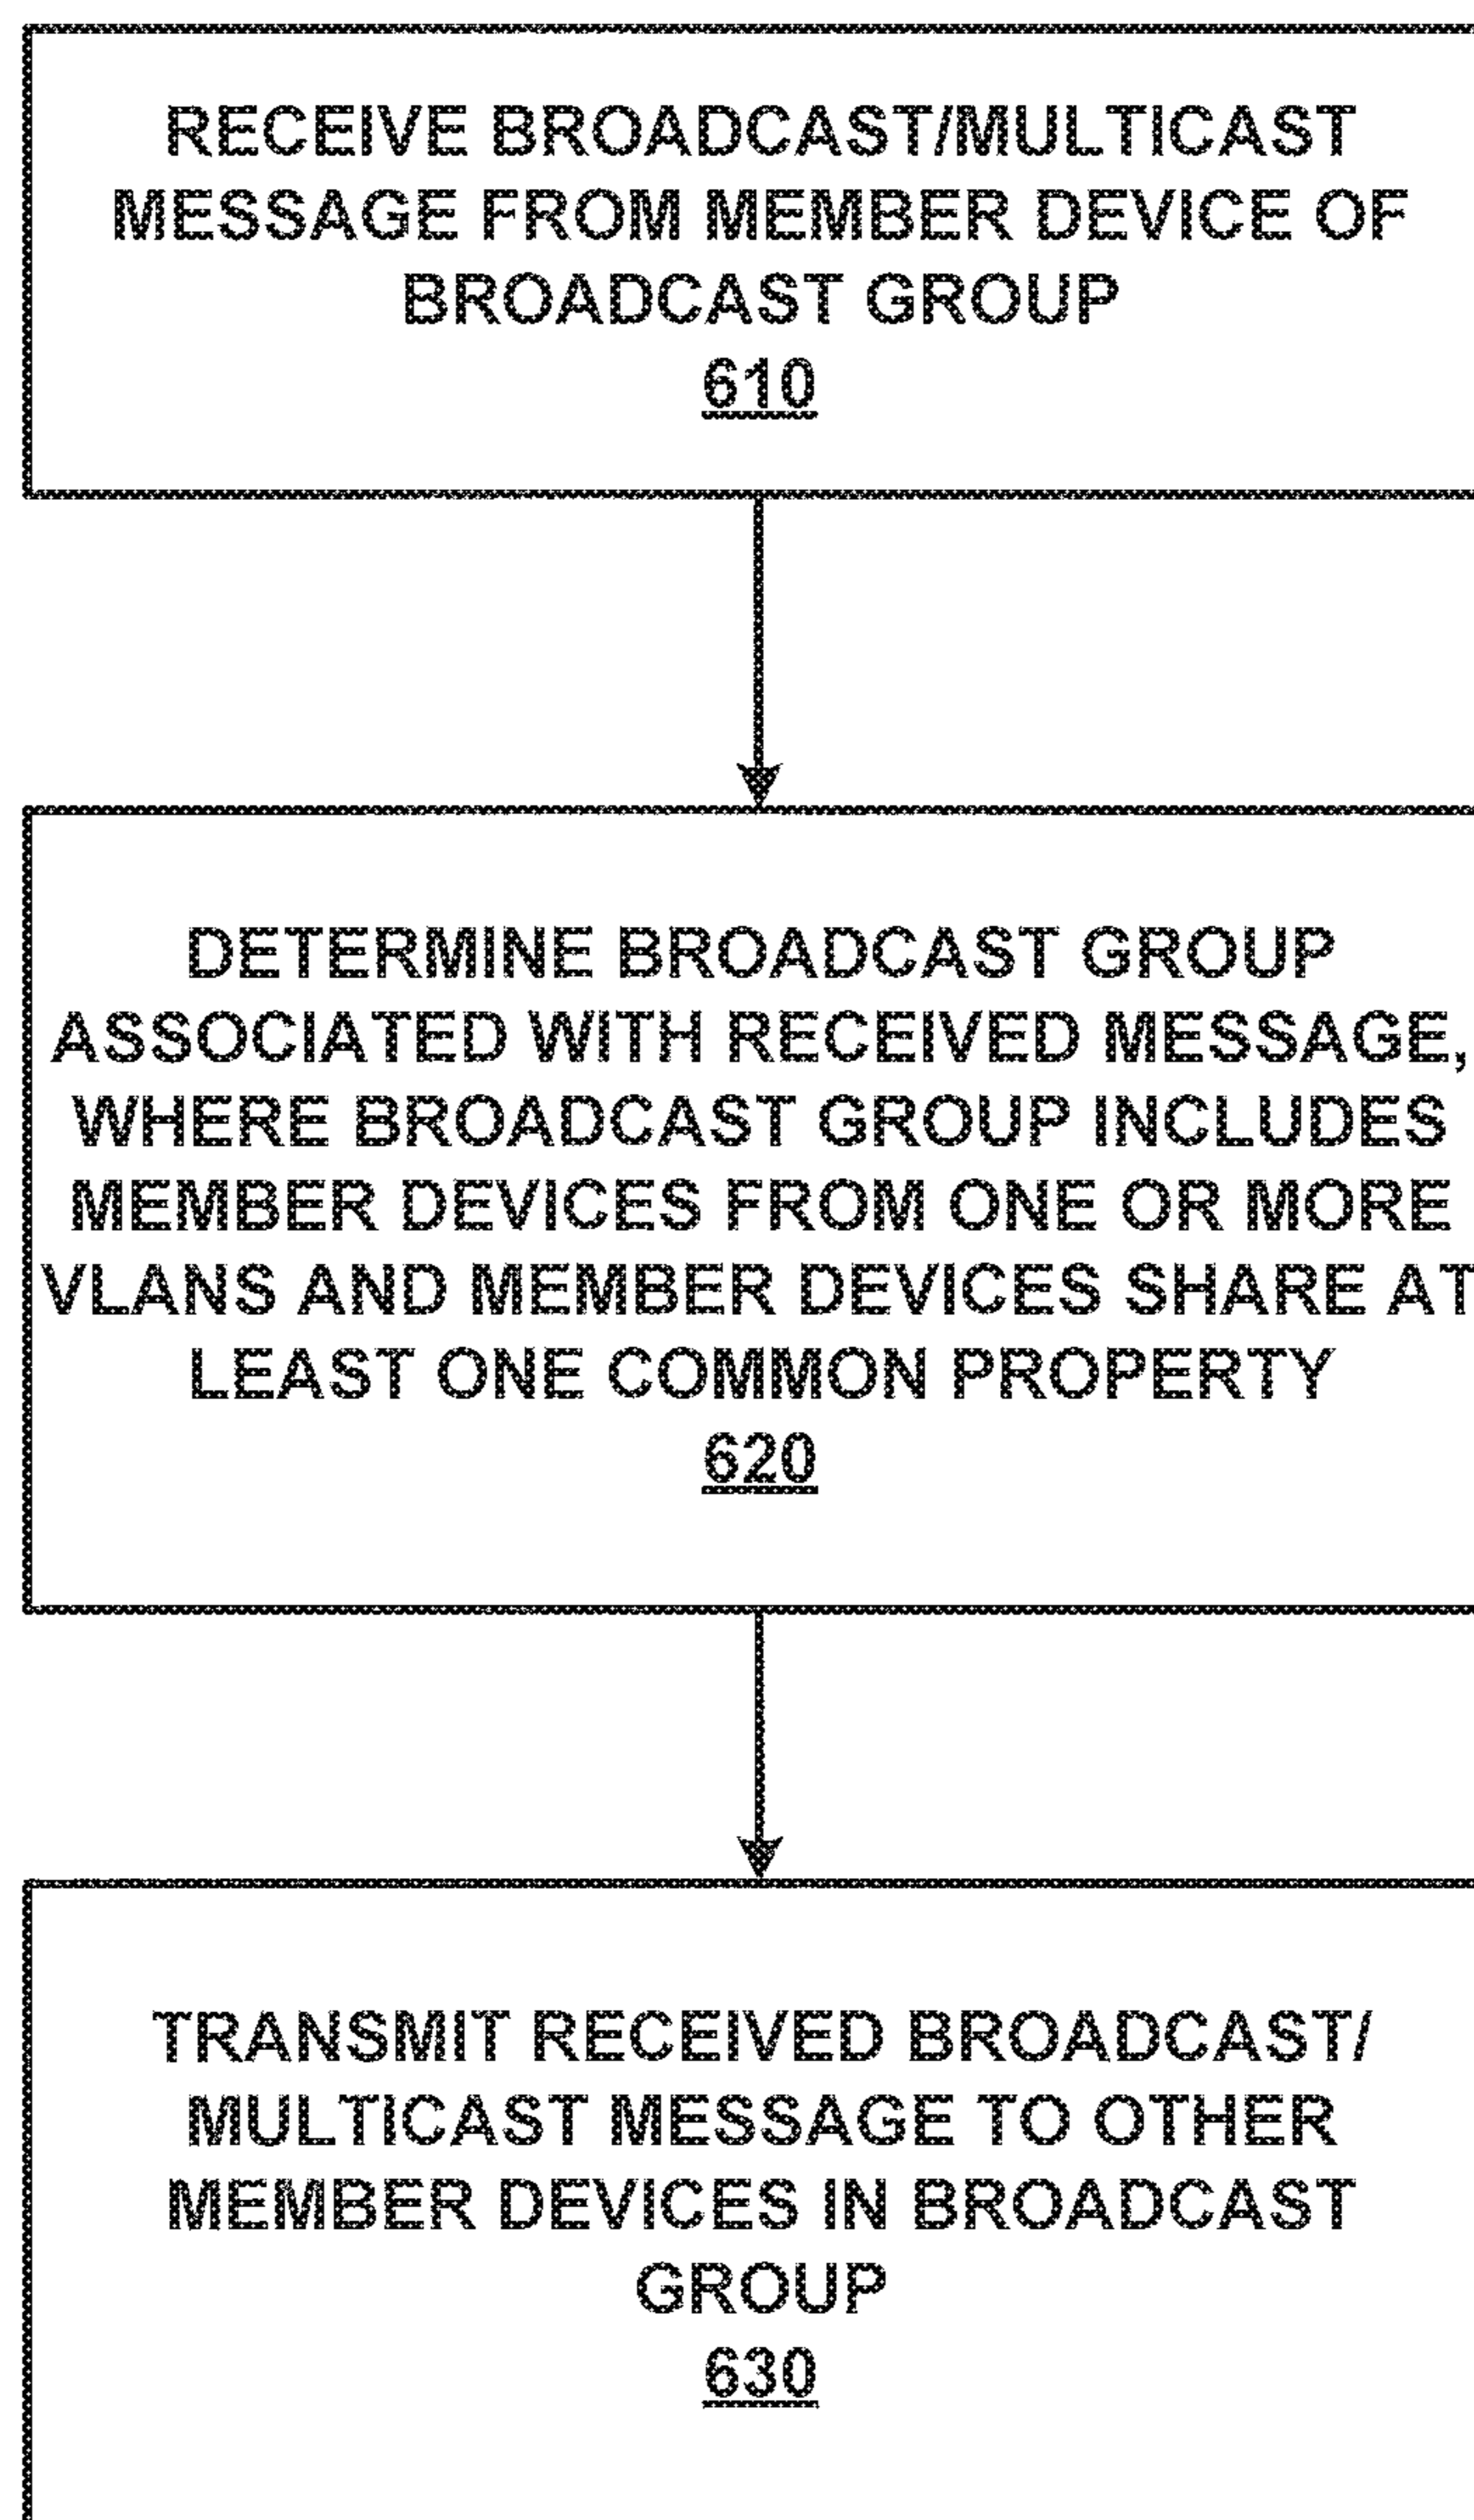 RECEIVE BROADCAST/MULTICAST
MESSAGE FROM MEMBER DEVICE OF
BROADCAST GROUP
610
DETERMINE BROADCAST GROUP
ASSOCIATED WITH RECEIVED MESSAGE,
WHERE BROADCAST GROUP INCLUDES
MEMBER DEVICES FROM ONE OR MORE
VLANS AND MEMBER DEVICES SHARE AT
LEAST ONE COMMON PROPERTY
620
TRANSMIT RECEIVED BROADCAST/
MULTICAST MESSAGE TO OTHER
MEMBER DEVICES IN BROADCAST
GROUP
630